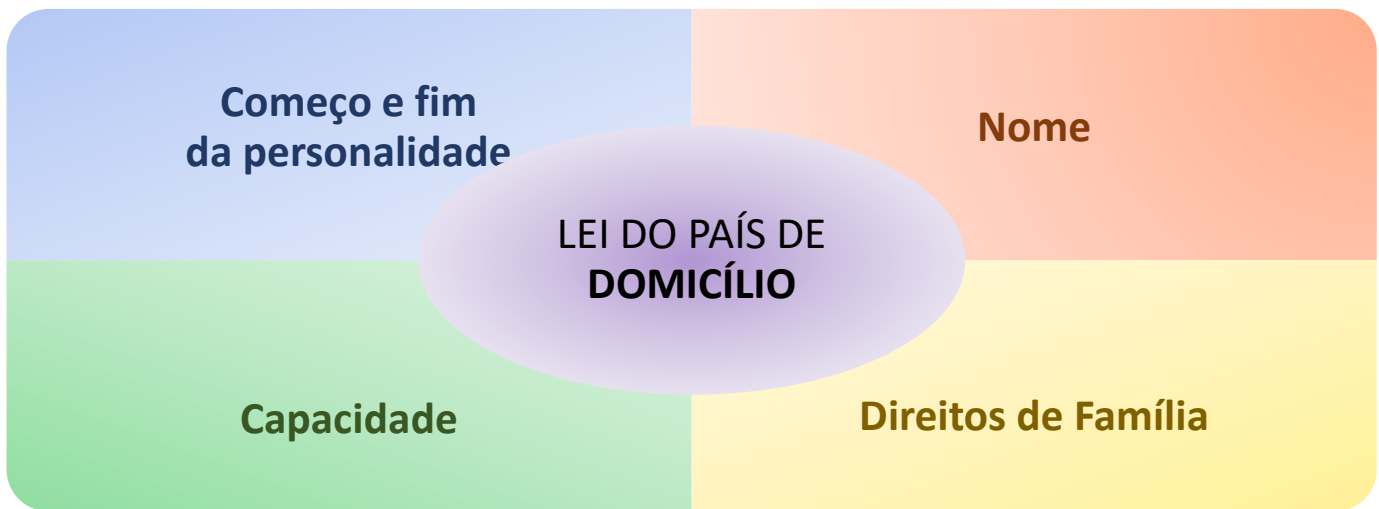 Começo e fim
da personalidade
Nome
LEI DO PAÍS DE
DOMICÍLIO
Capacidade
Direitos de Família